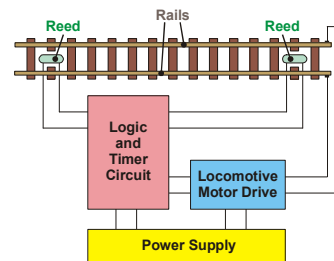 Rails
Reed
Reed
Logic
and
Timer
Circuit
Locomotive
Motor Drive
Power Supply